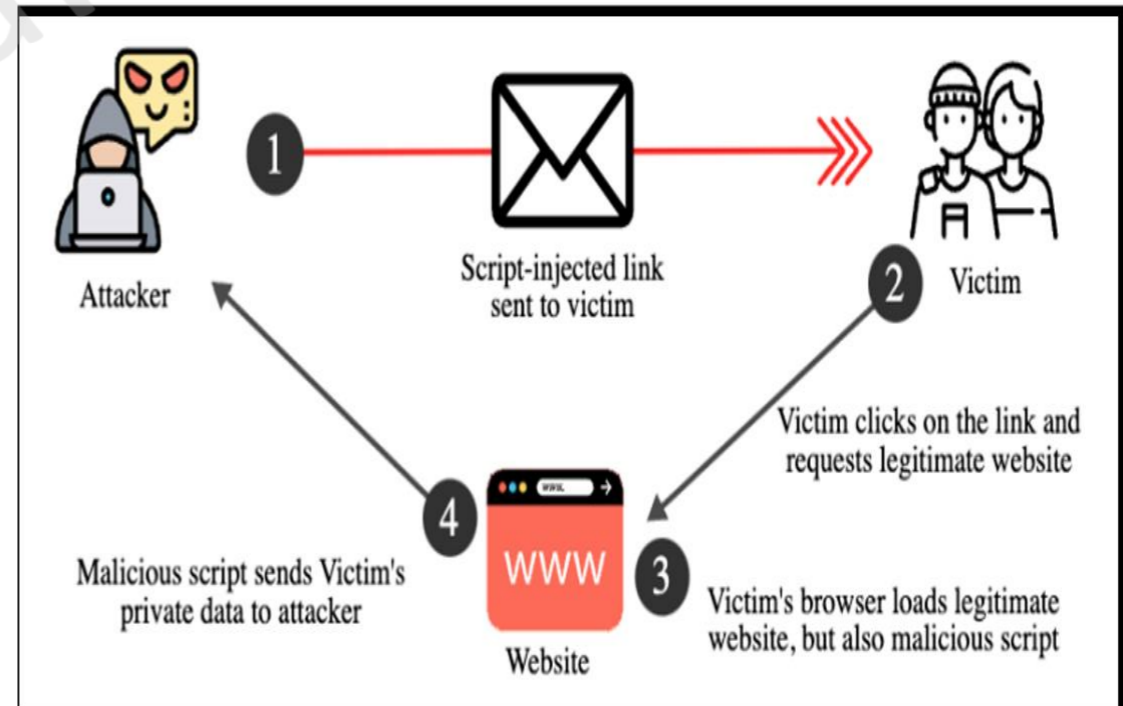 1
Script-injected link
sent to victim
Attacker
2
Victim
Victim clicks on the link and
requests legitimate website
www.
4
WWW
3
Malicious script sends Victim's
private data to attacker
Victim's browser loads legitimate
website, but also malicious script
Website